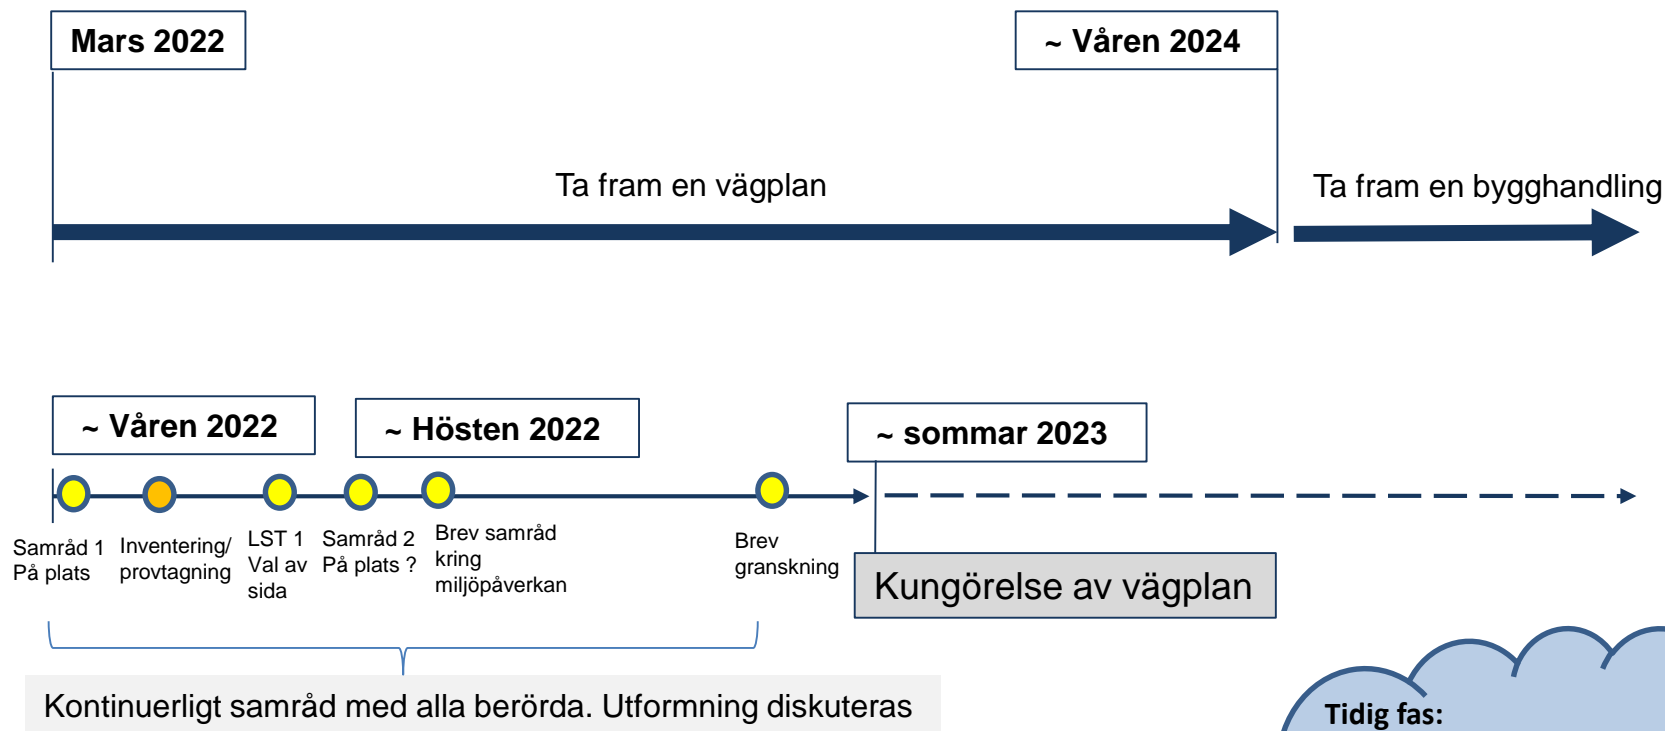 Mars 2022
~ Våren 2024
Ta fram en vägplan
Ta fram en bygghandling
~ Våren 2022
~ Hösten 2022
~ sommar 2023
Samråd 1
På plats
Inventering/
provtagning
LST 1
Val av
sida
Samråd 2
På plats ?
Brev samråd
kring
miljöpåverkan
Brev
granskning
Kungörelse av vägplan
Kontinuerligt samråd med alla berörda. Utformning diskuteras
Tidig fas: